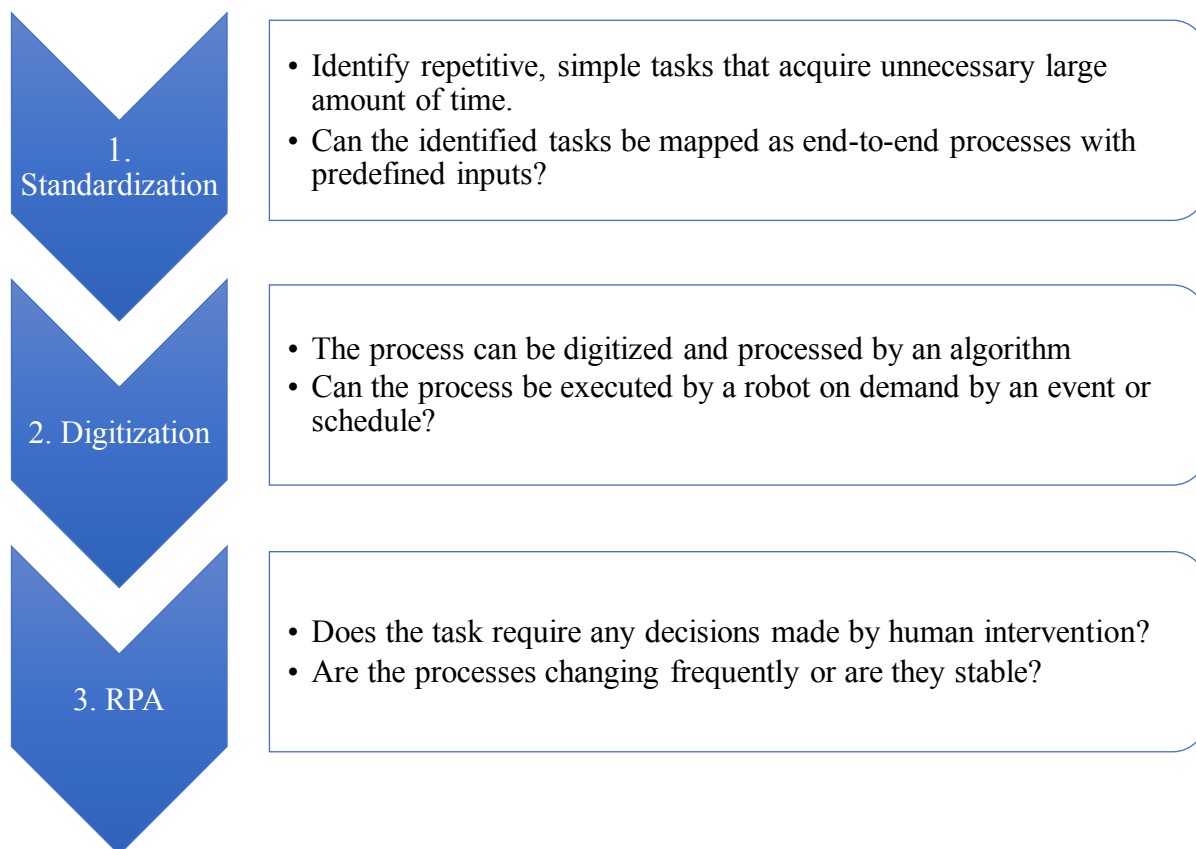 1.
Standardization
• Identify repetitive, simple tasks that acquire unnecessary large
amount of time.
• Can the identified tasks be mapped as end-to-end processes with
predefined inputs?
2. Digitization
• The process can be digitized and processed by an algorithm
• Can the process be executed by a robot on demand by an event or
schedule?
3. RPA
• Does the task require any decisions made by human intervention?
• Are the processes changing frequently or are they stable?